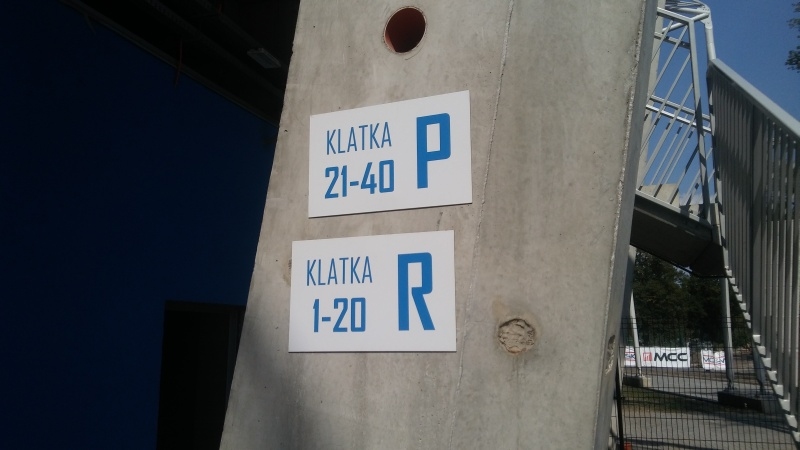 KLATKA
21-40 P
KLATKA
1-20 R
MCC